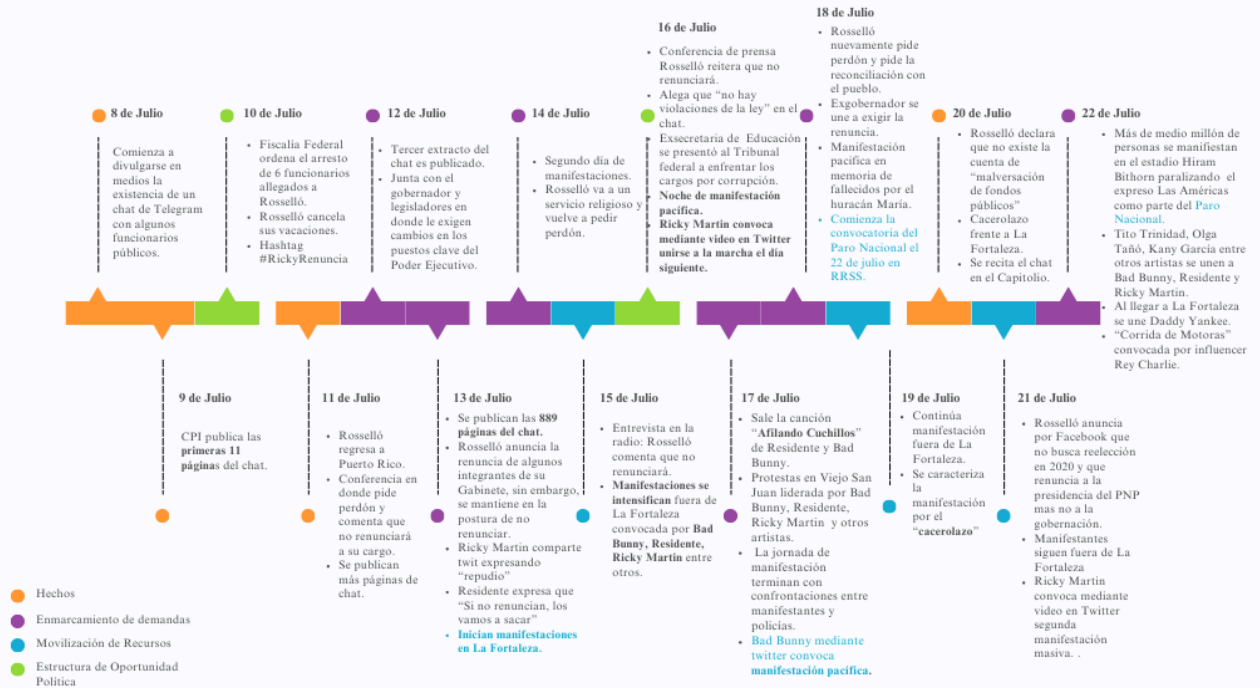 8 de Julio
Comienza a
divulgarse en
medios la
existencia de un
chat de Telegram
con algunos
funcionarios
públicos.
9 de Julio
CPI publica las
primeras 11
páginas del chat.
10 de Julio
• Fiscalía Federal
ordena el arresto
de 6 funcionarios
allegados a
Rosselló.
• Rosselló cancela
sus vacaciones.
• Hashtag
#RickyRenuncia
11 de Julio
• Rosselló
regresa a
Puerto Rico.
• Conferencia en
donde pide
perdón y
comenta que
no renunciará
a su cargo.
• Se publican
más páginas de
chat.
12 de Julio
• Tercer extracto del
chat es publicado.
• Junta con el
gobernador y
legisladores en
donde le exigen
cambios en los
puestos clave del
Poder Ejecutivo.
13 de Julio
• Se publican las 889
páginas del chat.
• Rosselló anuncia la
renuncia de algunos
integrantes de su
Gabinete, sin embargo,
se mantiene en la
postura de no
renunciar.
• Ricky Martin comparte
twit expresando
“repudio”
• Residente expresa que
“Si no renuncian, los
vamos a sacar”
• Inician manifestaciones
en La Fortaleza.
14 de Julio
• Segundo día de
manifestaciones.
• Rosselló va a un
servicio religioso y
vuelve a pedir
perdón.
15 de Julio
• Entrevista en la
radio: Rosselló
comenta que no
renunciará.
• Manifestaciones se
intensifican fuera de
La Fortaleza
convocada por Bad
Bunny, Residente,
Ricky Martin entre
otros.
16 de Julio
• Conferencia de prensa
Rosselló reitera que no
renunciará.
• Alega que “no hay
violaciones de la ley” en el
chat.
• Exsecretaria de Educación
se presentó al Tribunal
federal a enfrentar los
cargos por corrupción.
• Noche de manifestación
pacífica.
• Ricky Martin convoca
mediante video en Twitter
unirse a la marcha el día
siguiente.
17 de Julio
• Sale la canción
“Afilando Cuchillos”
de Residente y Bad
Bunny.
• Protestas en Viejo San
Juan liderada por Bad
Bunny, Residente,
Ricky Martin y otros
artistas.
• La jornada de
manifestación
terminan con
confrontaciones entre
manifestantes y
policías.
• Bad Bunny mediante
twitter convoca
manifestación pacífica.
18 de Julio
• Rosselló
nuevamente pide
perdón y pide la
reconciliación con
el pueblo.
• Exgobernador se
une a exigir la
renuncia.
• Manifestación
pacifica en
memoria de
fallecidos por el
huracán María.
• Comienza la
convocatoria del
Paro Nacional el
22 de julio en
RRSS.
19 de Julio
• Continúa
manifestación
fuera de La
Fortaleza.
• Se caracteriza
la
manifestación
por el
“cacerolazo”
20 de Julio
• Rosselló declara
que no existe la
cuenta de
“malversación
de fondos
públicos”
• Cacerolazo
frente a La
Fortaleza.
• Se recita el chat
en el Capitolio.
21 de Julio
• Rosselló anuncia
por Facebook que
no busca reelección
en 2020 y que
renuncia a la
presidencia del PNP
mas no a la
gobernación.
• Manifestantes
siguen fuera de La
Fortaleza
• Ricky Martin
convoca mediante
video en Twitter
segunda
manifestación
masiva. .
22 de Julio
• Más de medio millón de
personas se manifiestan
en el estadio Hiram
Bithorn paralizando el
expreso Las Américas
como parte del Paro
Nacional.
• Tito Trinidad, Olga
Tañó, Kany García entre
otros artistas se unen a
Bad Bunny, Residente y
Ricky Martin.
• Al llegar a La Fortaleza
se une Daddy Yankee.
• “Corrida de Motoras”
convocada por influencer
Rey Charlie.
Hechos
Enmarcamiento de demandas
Movilización de Recursos
Estructura de Oportunidad
Política